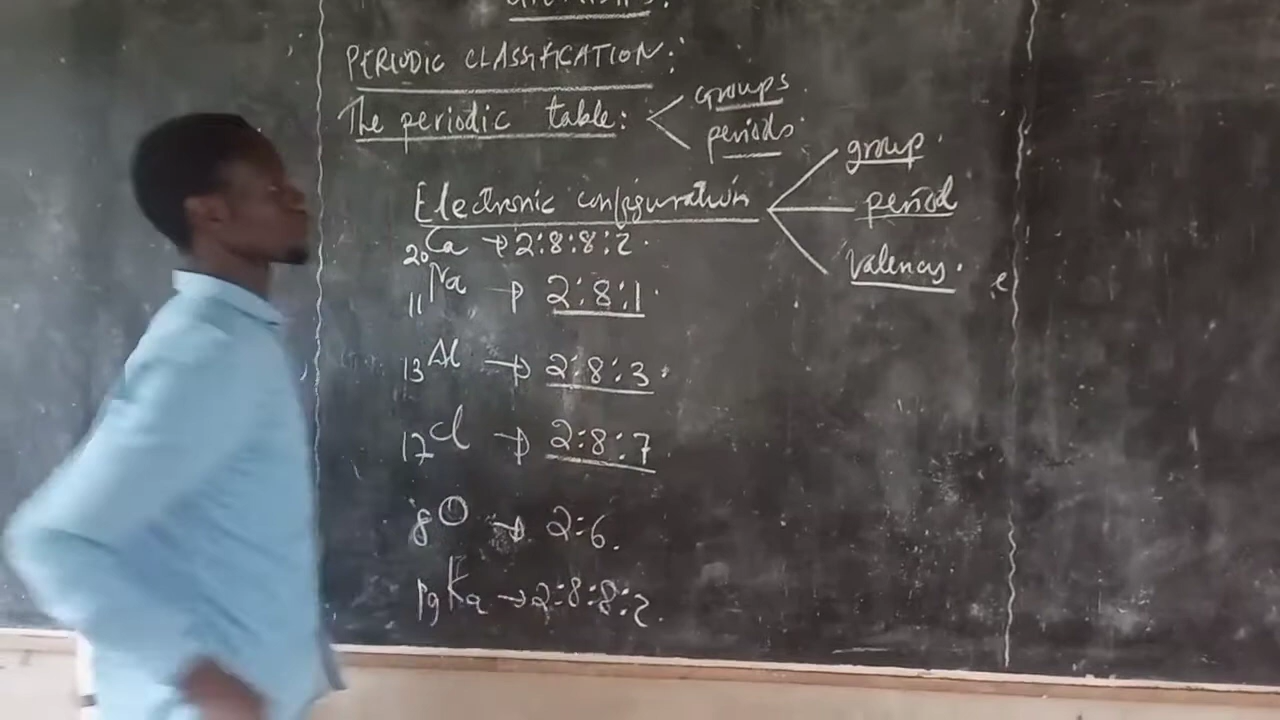 PERIODIC CLASSIFICATION:
The periodic table: groups
periods
Electronic configuration group
period
valency
20Ca → 2:8:8:2
11Na → 2:8:1
13Al → 2:8:3
17Cl → 2:8:7
8O → 2:6
19Ka → 2:8:8:2